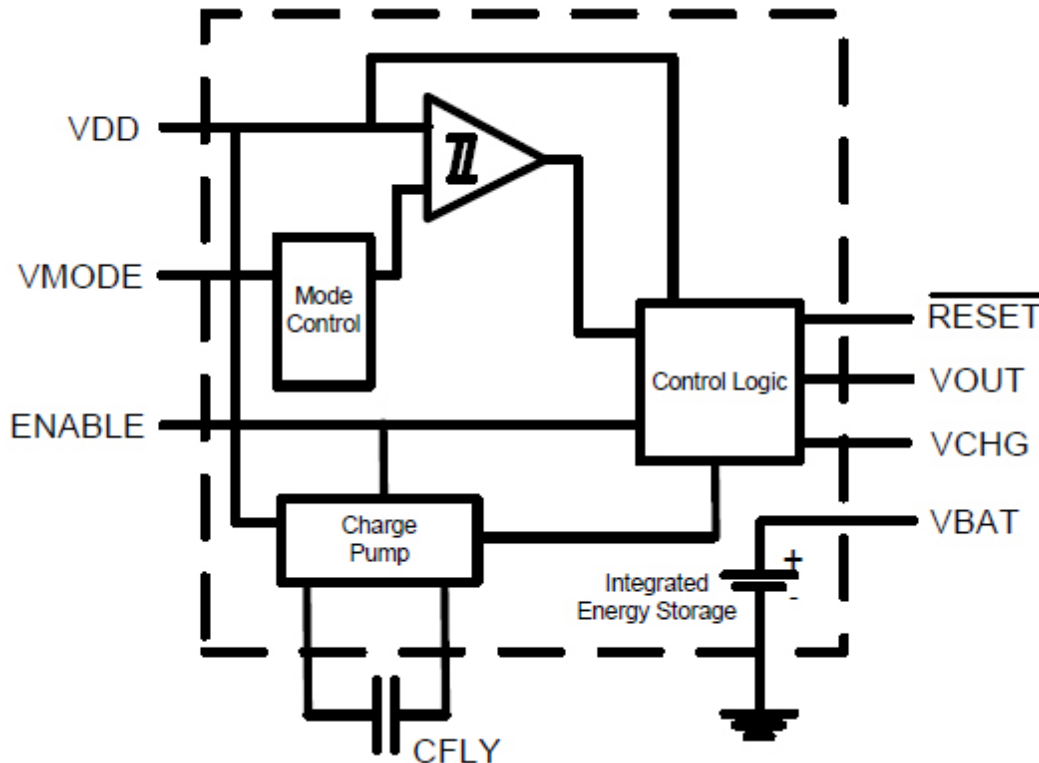 VDD
VMODE
Mode
Control
ENABLE
Control Logic
RESET
VOUT
VCHG
VBAT
Charge
Pump
Integrated
Energy Storage
+
-
CFLY